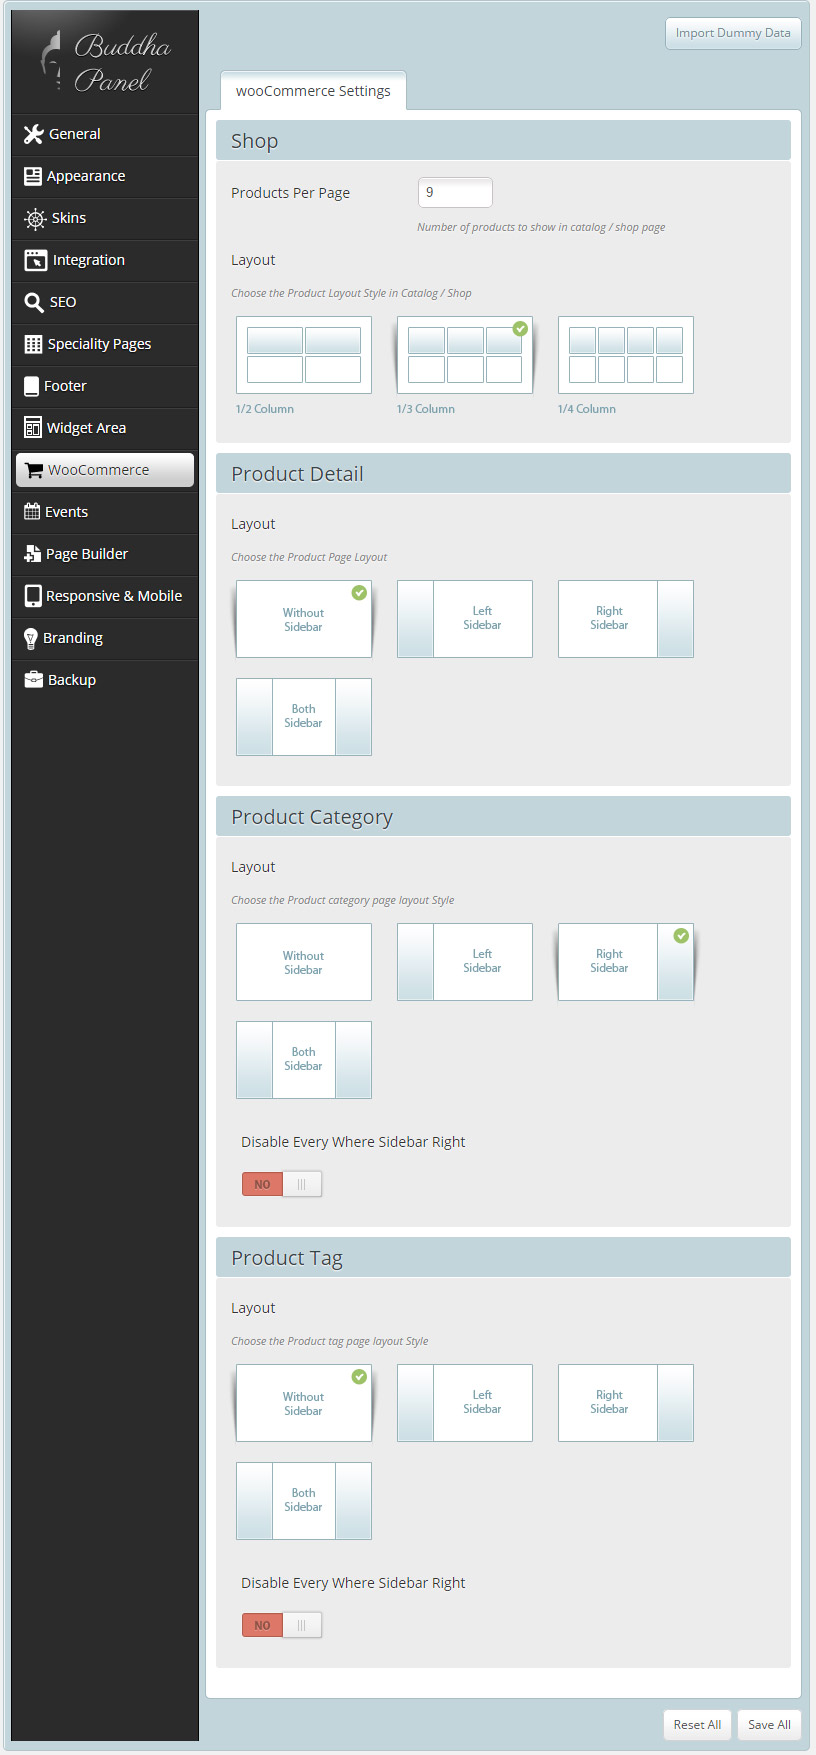 Buddha
Panel
General
Appearance
Skins
Integration
SEO
Speciality Pages
Footer
Widget Area
WooCommerce
Events
Page Builder
Responsive & Mobile
Branding
Backup
Import Dummy Data
wooCommerce Settings
Shop
Products Per Page
9
Number of products to show in catalog / shop page
Layout
Choose the Product Layout Style in Catalog / Shop
1/2 Column
1/3 Column
1/4 Column
Product Detail
Layout
Choose the Product Page Layout
Without
Sidebar
Left
Sidebar
Right
Sidebar
Both
Sidebar
Product Category
Layout
Choose the Product category page layout Style
Without
Sidebar
Left
Sidebar
Right
Sidebar
Both
Sidebar
Disable Every Where Sidebar Right
NO
Product Tag
Layout
Choose the Product tag page layout Style
Without
Sidebar
Left
Sidebar
Right
Sidebar
Both
Sidebar
Disable Every Where Sidebar Right
NO
Reset All
Save All